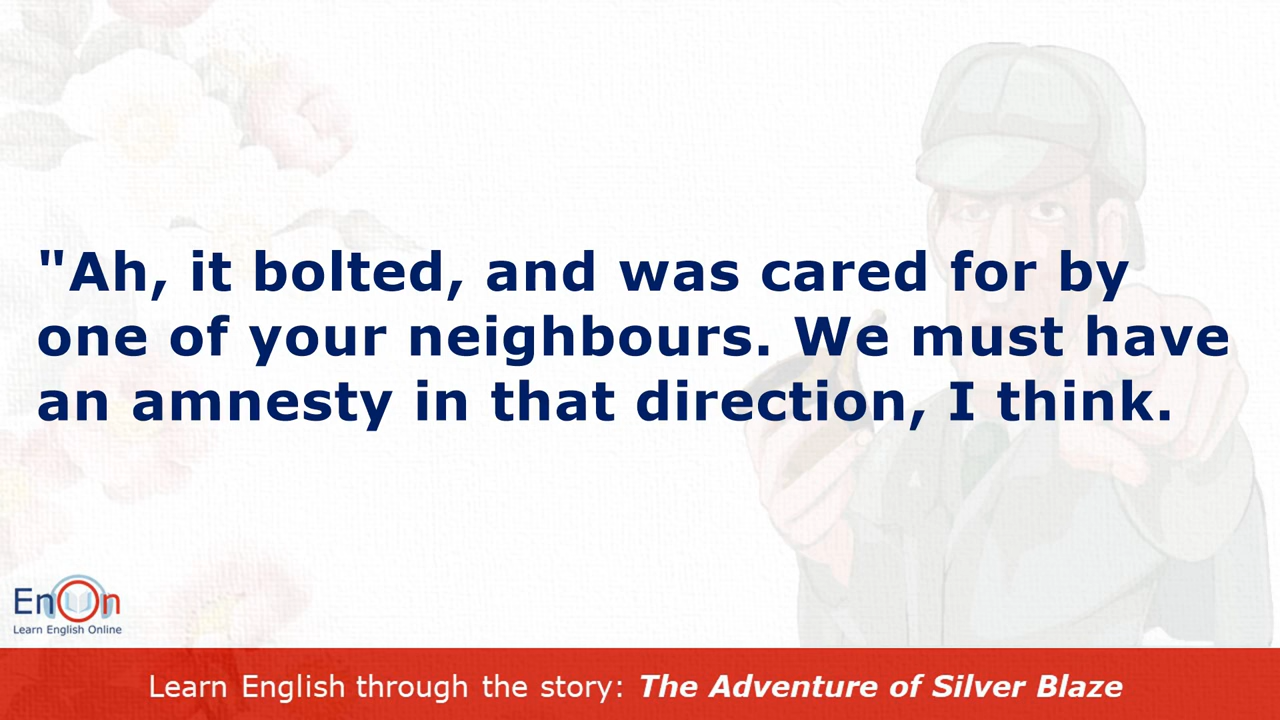 "Ah, it bolted, and was cared for by
one of your neighbours. We must have
an amnesty in that direction, I think.
EnOn
Learn English Online
Learn English through the story: The Adventure of Silver Blaze